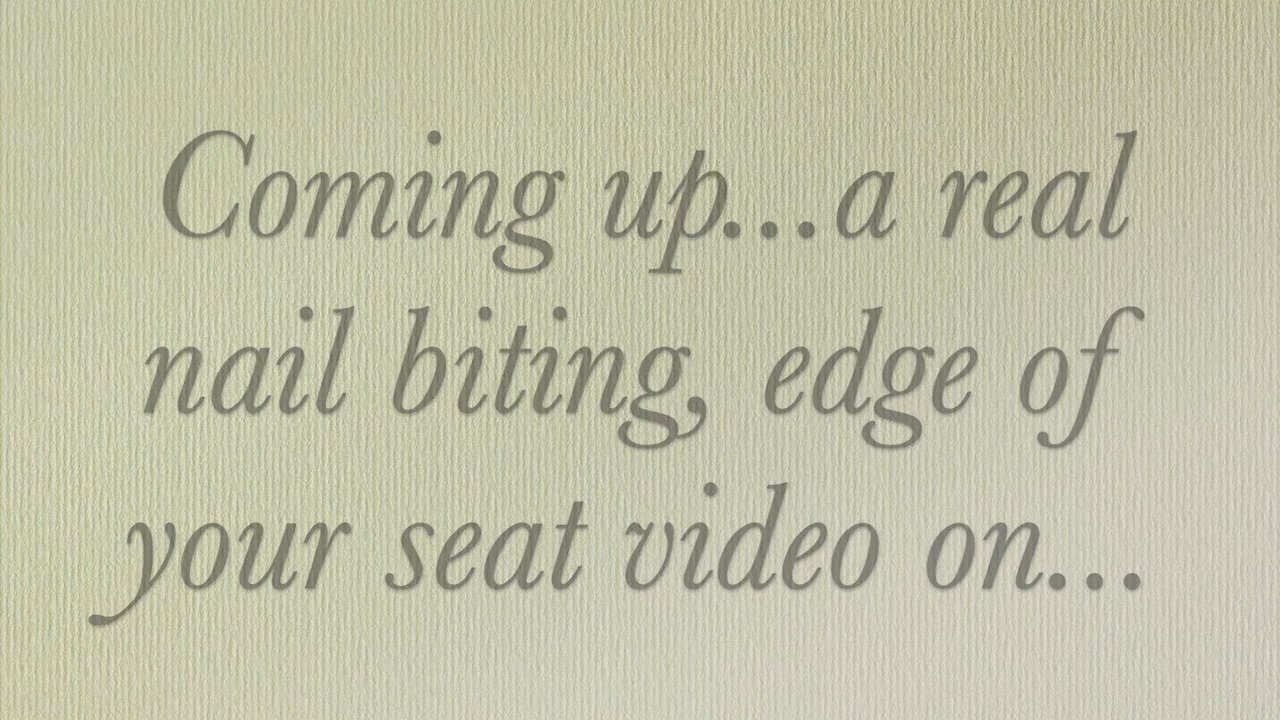 Coming up...a real
nail biting, edge of
your seat video on...